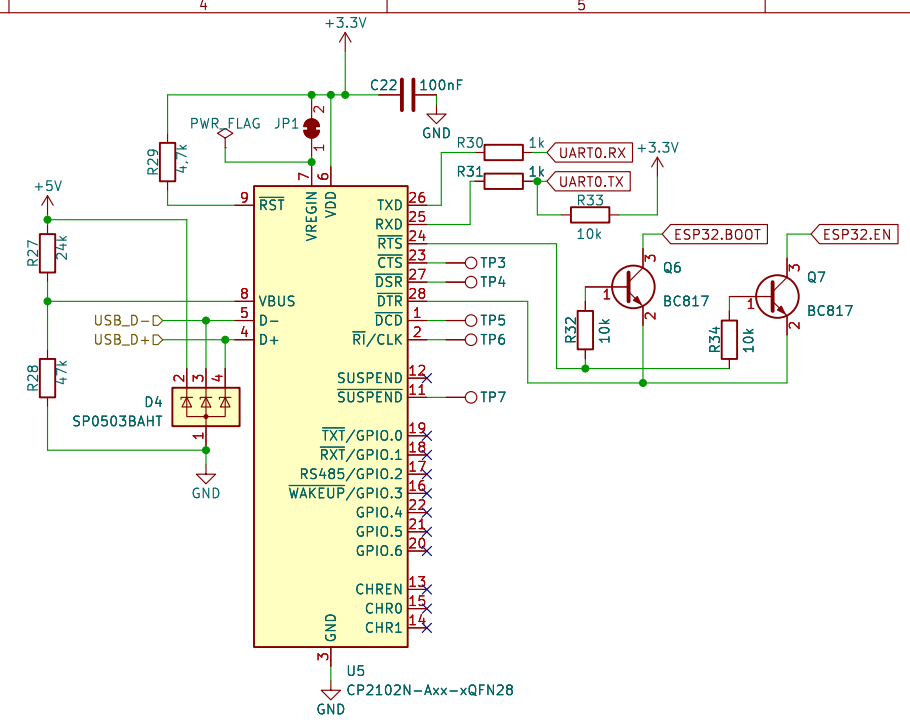 4
5
+3.3V
C22
100nF
GND
PWR_FLAG
JP1
2
1
R29
4,7k
7
6
9
RST
VREGIN
VDD
+5V
R27
24k
8
VBUS
USB_D-
5
D-
USB_D+
4
D+
R28
47k
2
3
4
D4
SP0503BAHT
1
GND
TXD
26
RXD
25
RTS
24
CTS
23
TP3
DSR
27
TP4
DTR
28
DCD
1
TP5
RI/CLK
2
TP6
SUSPEND
12
SUSPEND
11
TP7
TXT/GPIO.0
19
RXT/GPIO.1
18
RS485/GPIO.2
17
WAKEUP/GPIO.3
16
GPIO.4
22
GPIO.5
21
GPIO.6
20
CHREN
13
CHR0
15
CHR1
14
GND
3
U5
CP2102N-Axx-xQFN28
GND
R30
1k
UART0.RX
R31
1k
UART0.TX
+3.3V
R33
10k
ESP32.BOOT
3
Q6
1
BC817
2
R32
10k
ESP32.EN
3
Q7
1
BC817
2
R34
10k